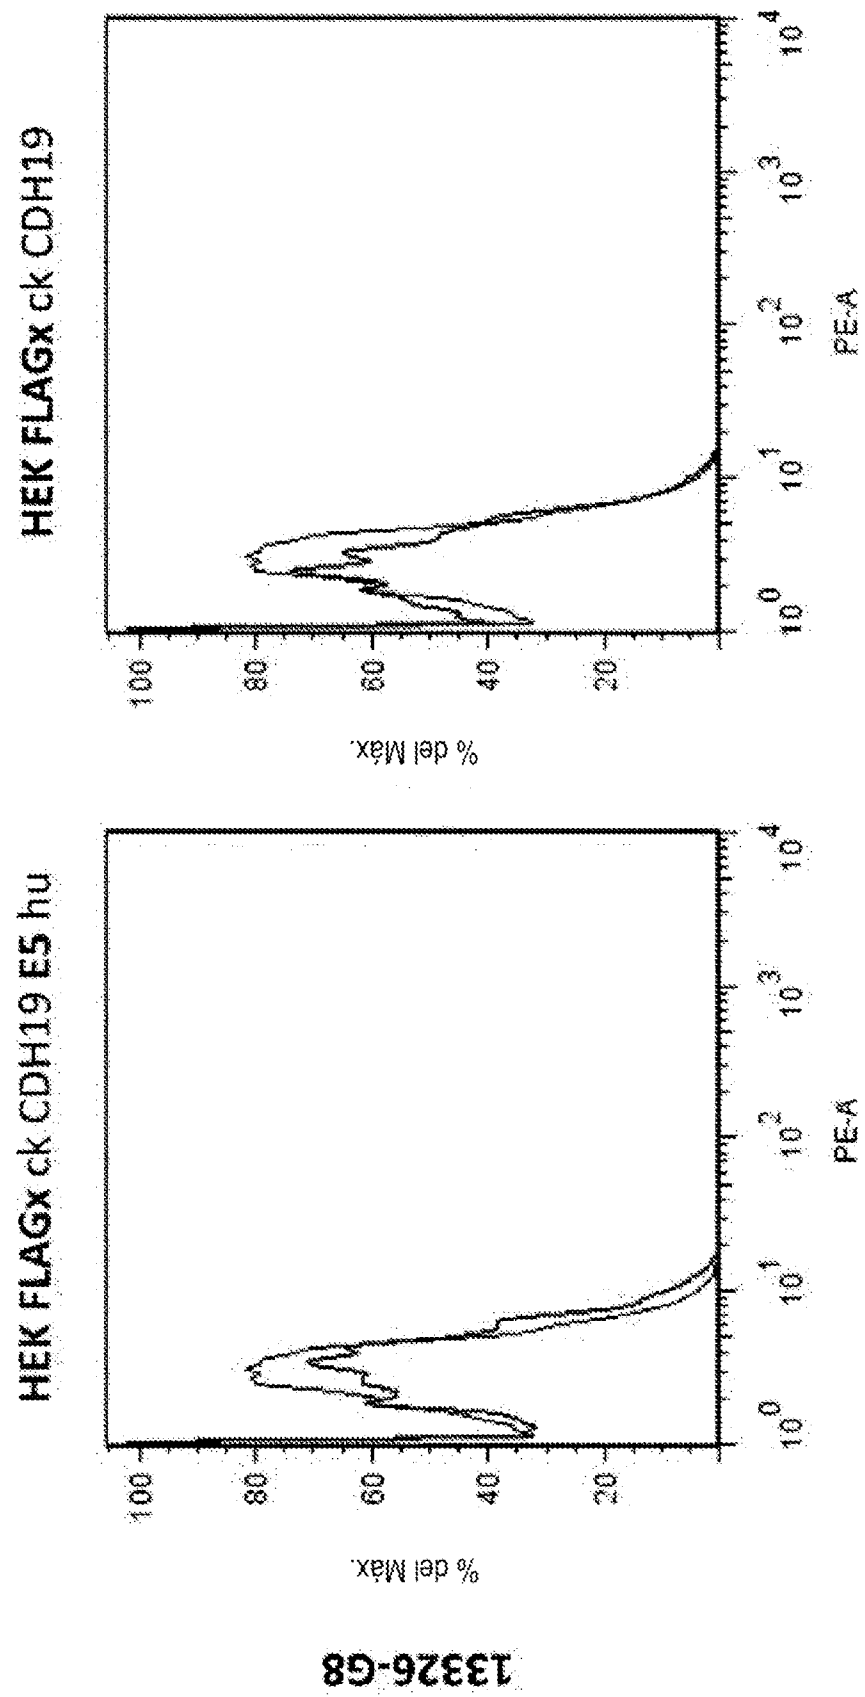 HEK FLAGx ck CDH19 E5 hu
HEK FLAGx ck CDH19
13326-G8
% del Máx.
100
80
60
40
20
10^0
10^1
10^2
10^3
10^4
PE-A
% del Máx.
100
80
60
40
20
10^0
10^1
10^2
10^3
10^4
PE-A